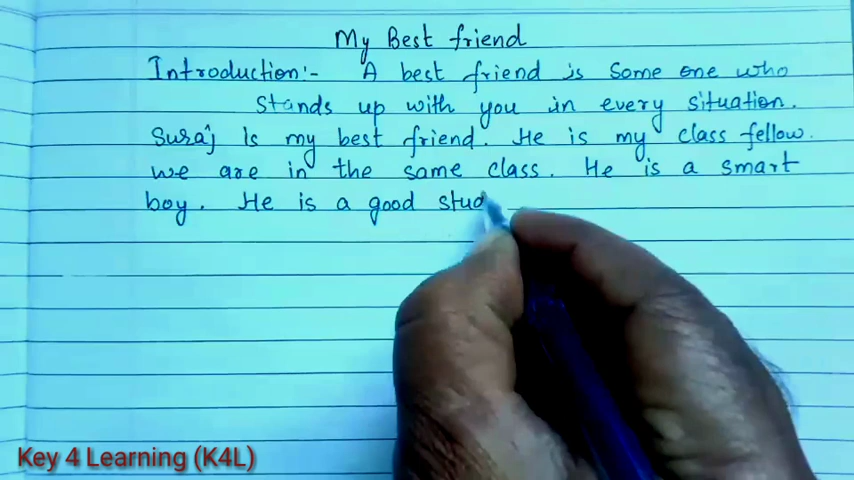 My Best friend
Introduction:- A best friend is some one who
stands up with you in every situation.
Suraj is my best friend. He is my class fellow.
we are in the same class. He is a smart
boy. He is a good stud
Key 4 Learning (K4L)